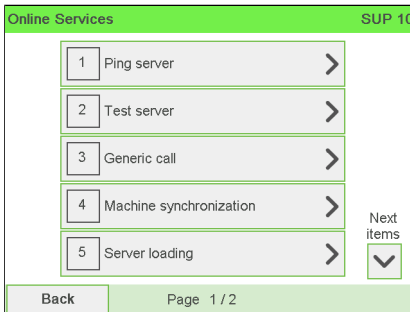 Online Services SUP 10
1 Ping server
2 Test server
3 Generic call
4 Machine synchronization
5 Server loading
Next
items
Back Page 1 / 2